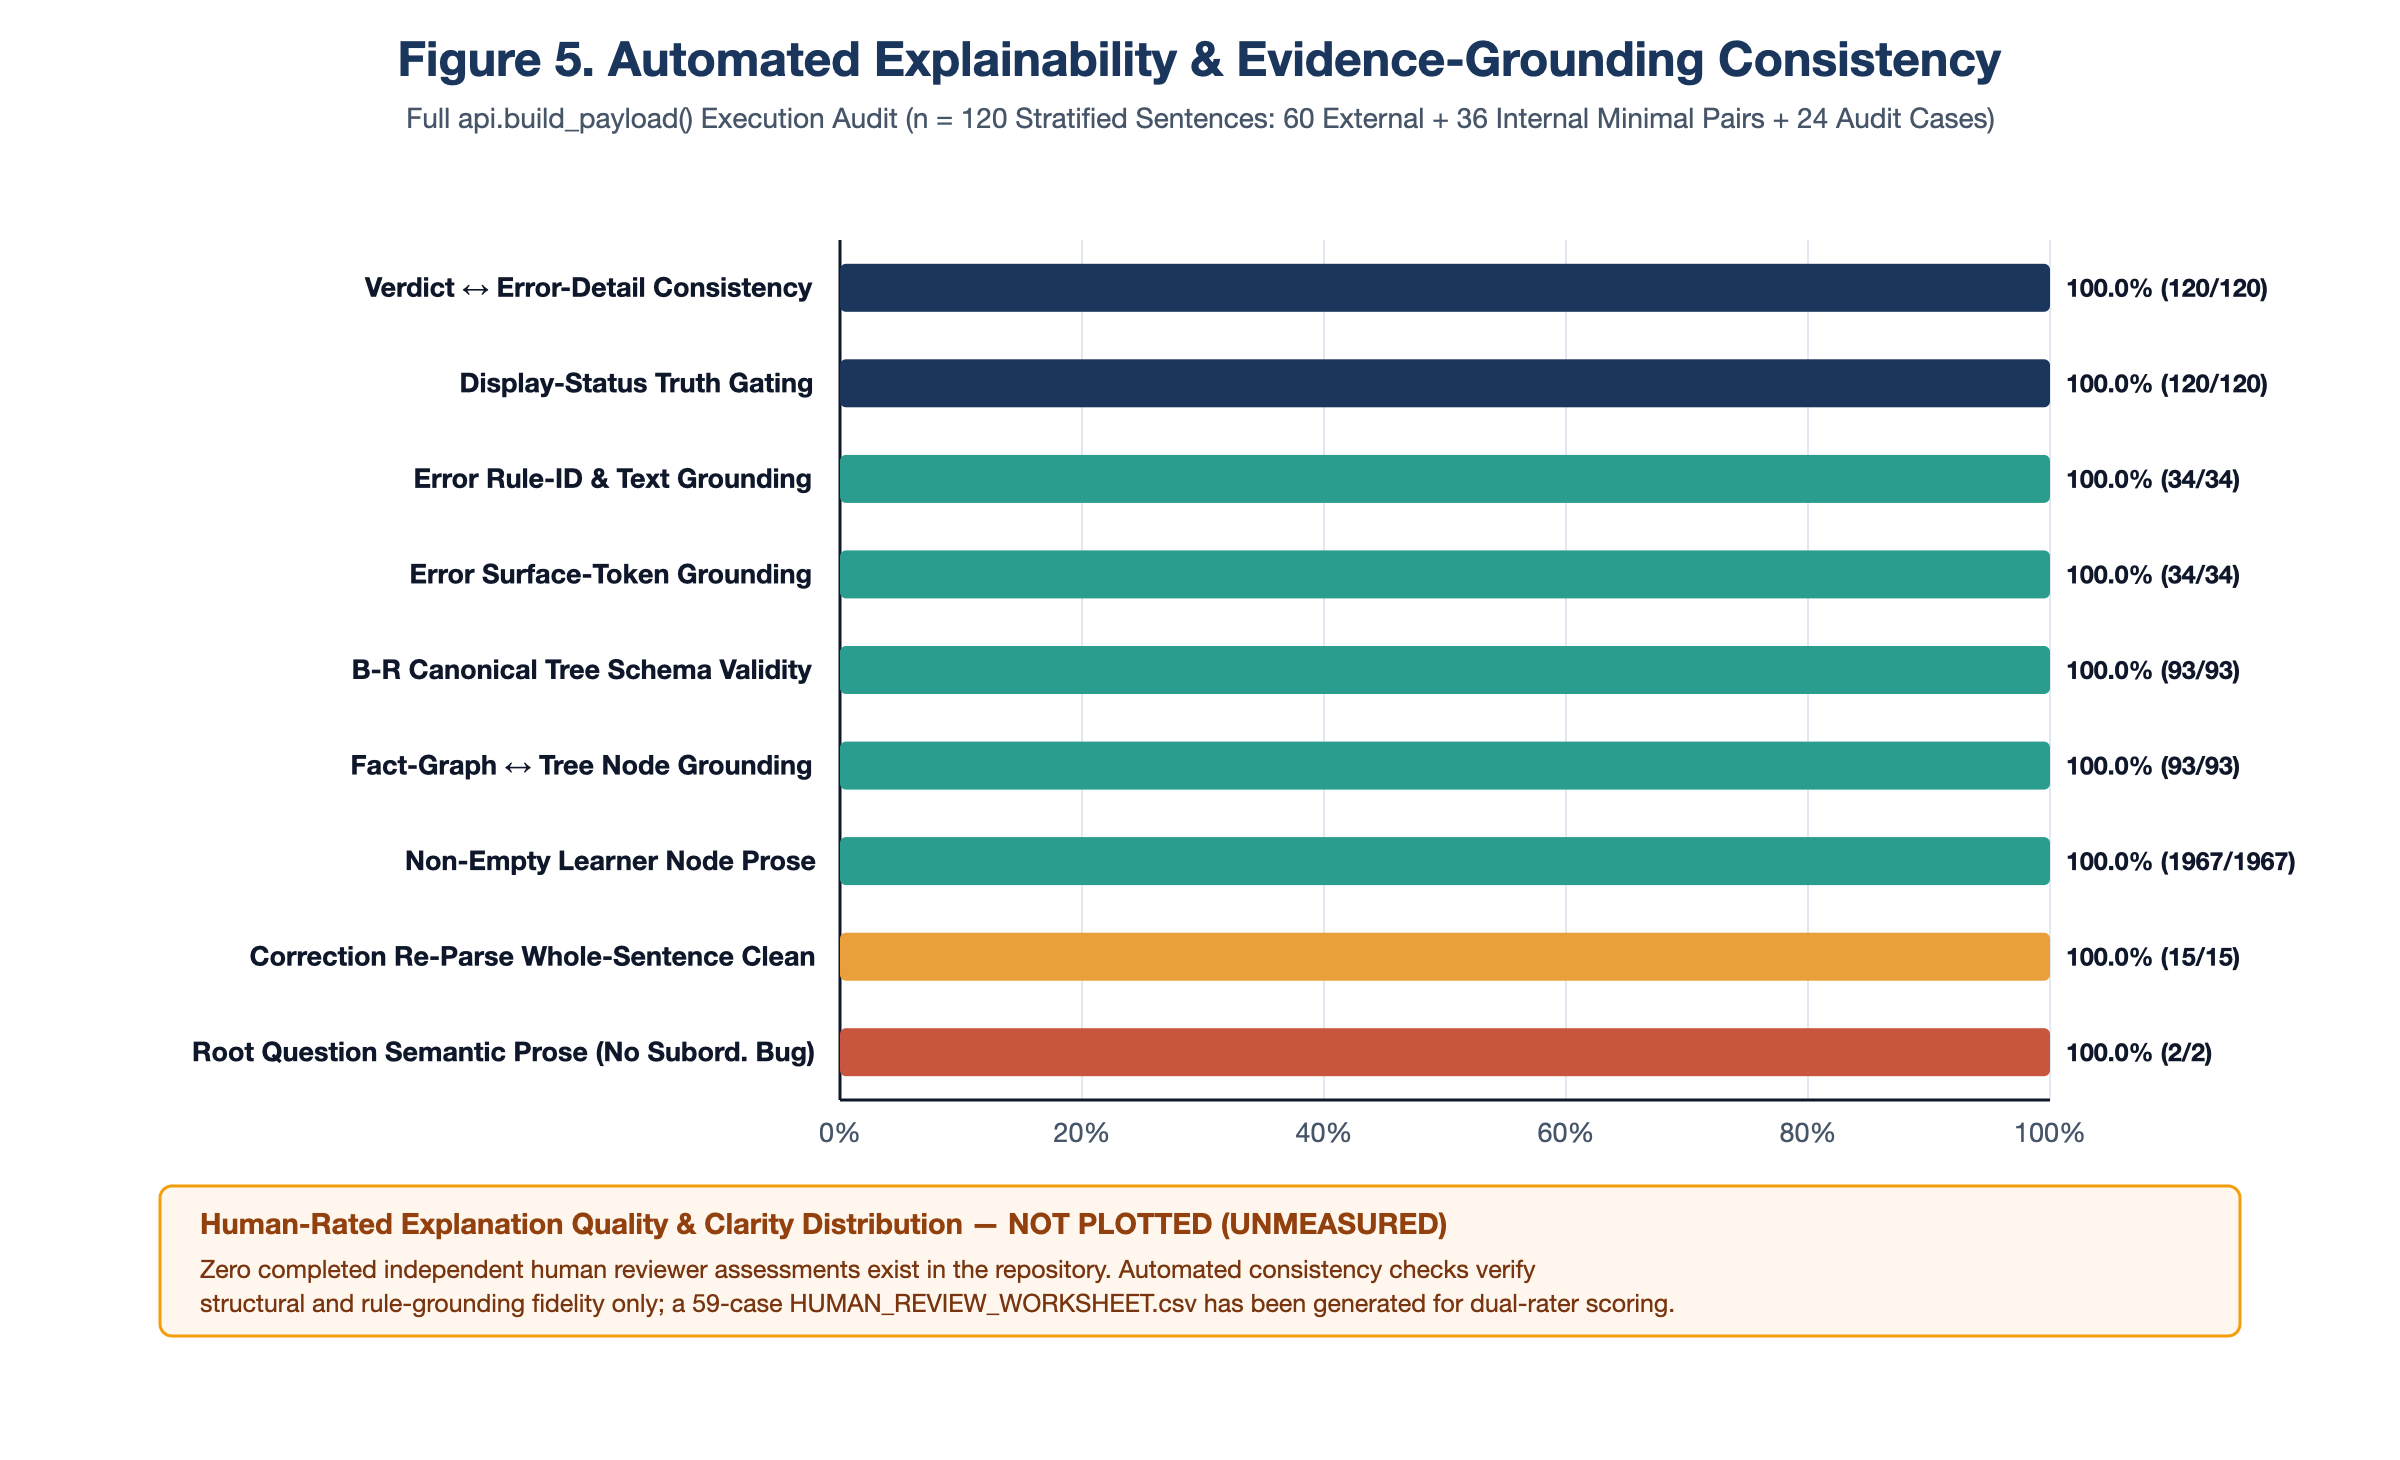 Figure 5. Automated Explainability & Evidence-Grounding Consistency
Full api.build_payload() Execution Audit (n = 120 Stratified Sentences: 60 External + 36 Internal Minimal Pairs + 24 Audit Cases)
Verdict ↔ Error-Detail Consistency 100.0% (120/120)
Display-Status Truth Gating 100.0% (120/120)
Error Rule-ID & Text Grounding 100.0% (34/34)
Error Surface-Token Grounding 100.0% (34/34)
B-R Canonical Tree Schema Validity 100.0% (93/93)
Fact-Graph ↔ Tree Node Grounding 100.0% (93/93)
Non-Empty Learner Node Prose 100.0% (1967/1967)
Correction Re-Parse Whole-Sentence Clean 100.0% (15/15)
Root Question Semantic Prose (No Subord. Bug) 100.0% (2/2)
0% 20% 40% 60% 80% 100%
Human-Rated Explanation Quality & Clarity Distribution — NOT PLOTTED (UNMEASURED)
Zero completed independent human reviewer assessments exist in the repository. Automated consistency checks verify
structural and rule-grounding fidelity only; a 59-case HUMAN_REVIEW_WORKSHEET.csv has been generated for dual-rater scoring.